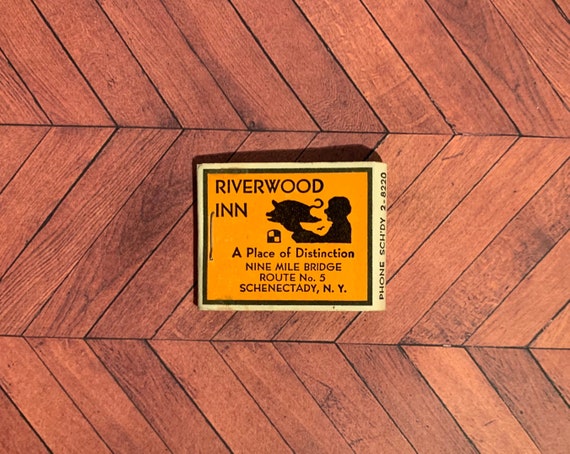 RIVERWOOD
INN
A Place of Distinction
NINE MILE BRIDGE
ROUTE No. 5
SCHENECTADY, N. Y.
PHONE SCH'DY 2-8220